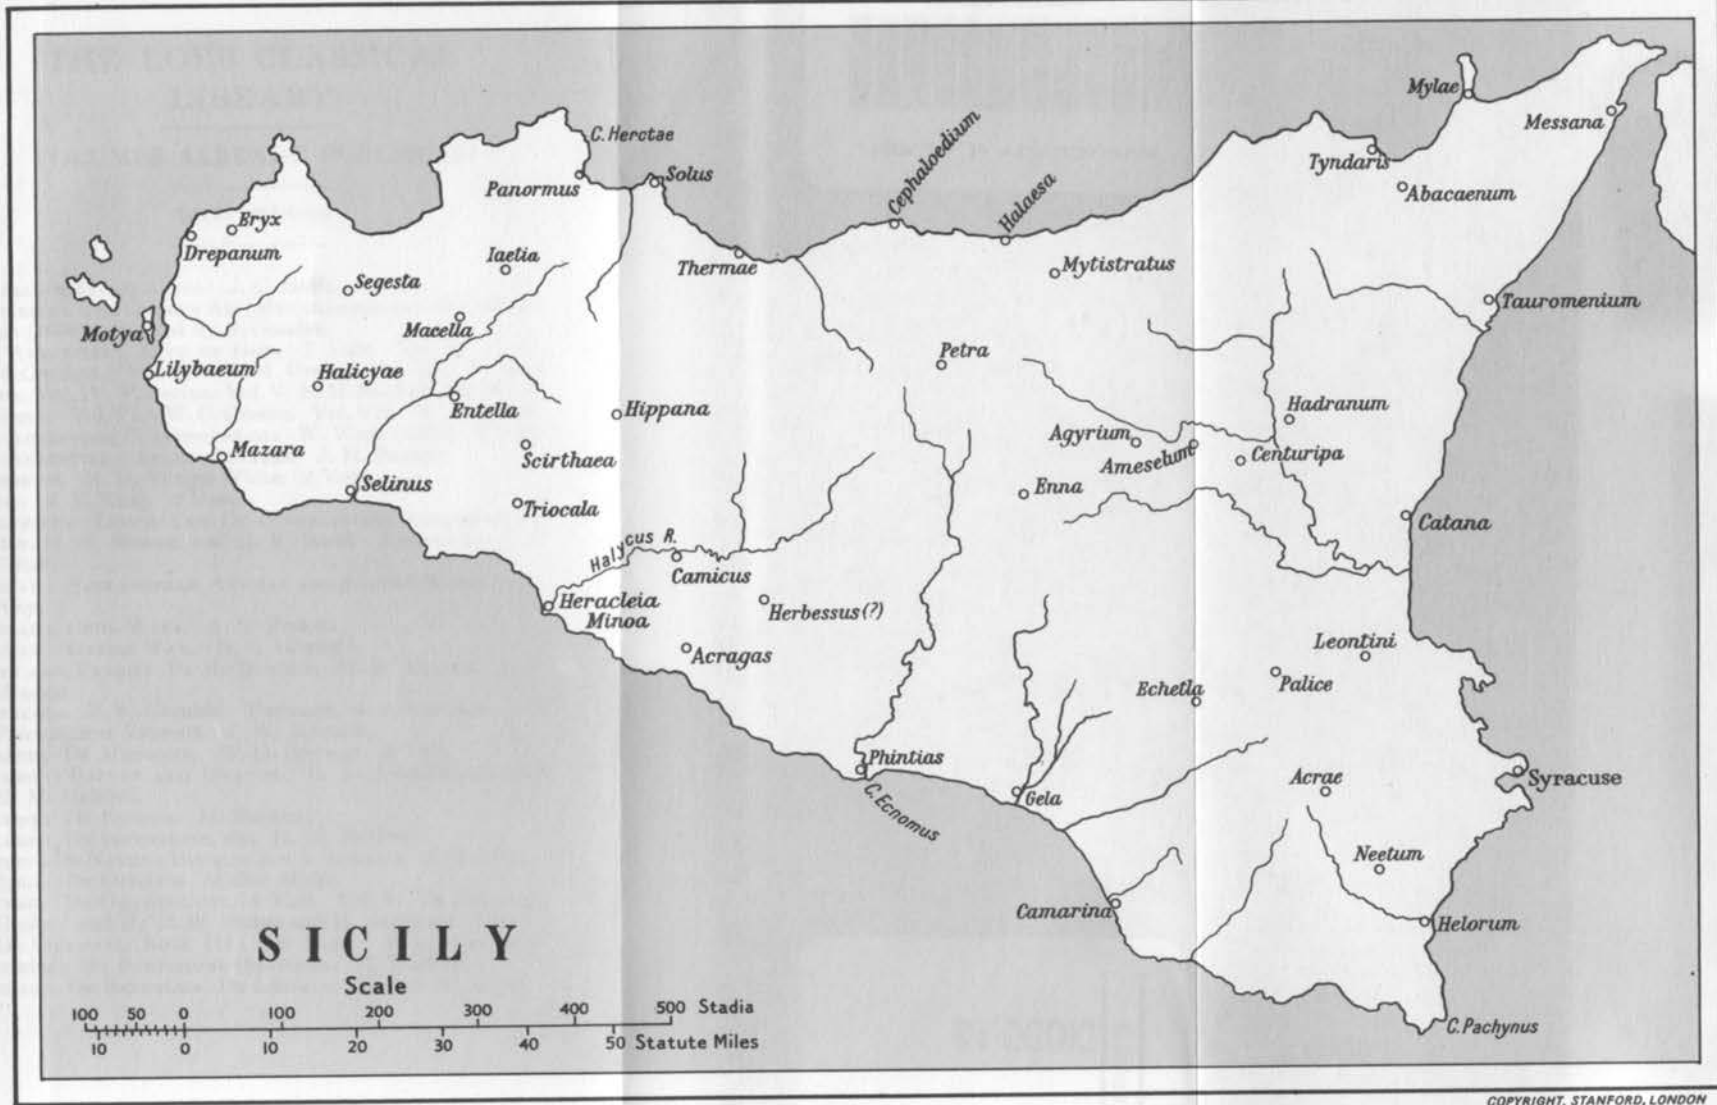 Mylae
Messana
C. Herctae
Tyndaris
Cephaloedium
Halaesa
Panormus
Solus
Abacaenum
Eryx
Drepanum
Iaetia
Thermae
Mytistratus
Segesta
Tauromenium
Motya
Macella
Petra
Lilybaeum
Halicyae
Entella
Hippana
Hadranum
Agyrium
Ameselum
Centuripa
Mazara
Scirthaea
Selinus
Enna
Triocala
Catana
Halycus R.
Camicus
Heracleia
Minoa
Herbessus (?)
Leontini
Acragas
Echetla
Palice
Phintias
C. Ecnomus
Gela
Acrae
Syracuse
Neetum
Camarina
Helorum
C. Pachynus
SICILY
Scale
100 50 0 100 200 300 400 500 Stadia
10 0 10 20 30 40 50 Statute Miles
COPYRIGHT, STANFORD, LONDON